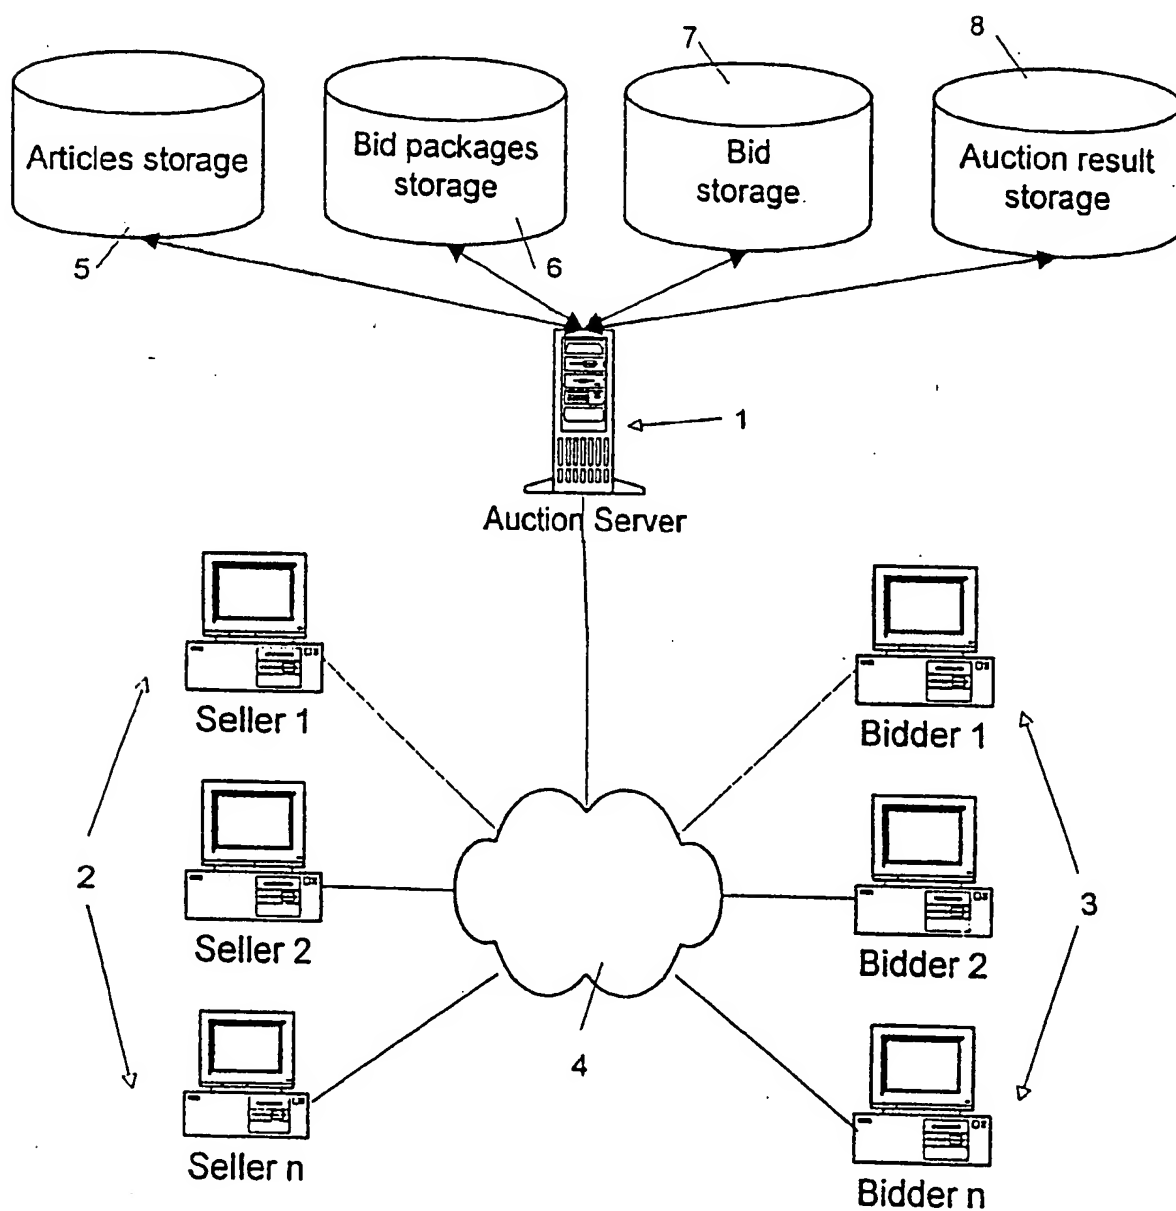 7
8
Articles storage
Bid packages
storage
Bid
storage
Auction result
storage
5
6
1
Auction Server
Seller 1
Bidder 1
2
3
Seller 2
Bidder 2
4
Seller n
Bidder n